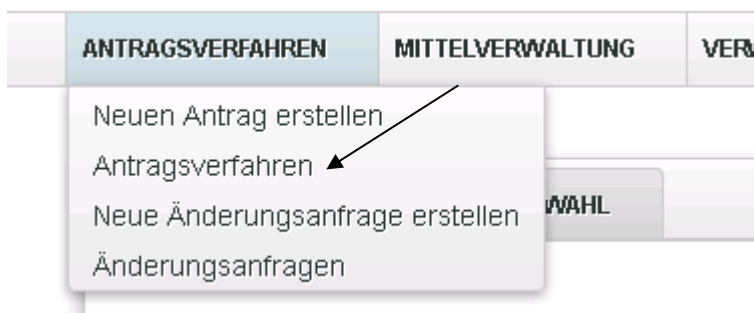 ANTRAGSVERFAHREN MITTELVERWALTUNG
Neuen Antrag erstellen
Antragsverfahren
Neue Änderungsanfrage erstellen
Änderungsanfragen